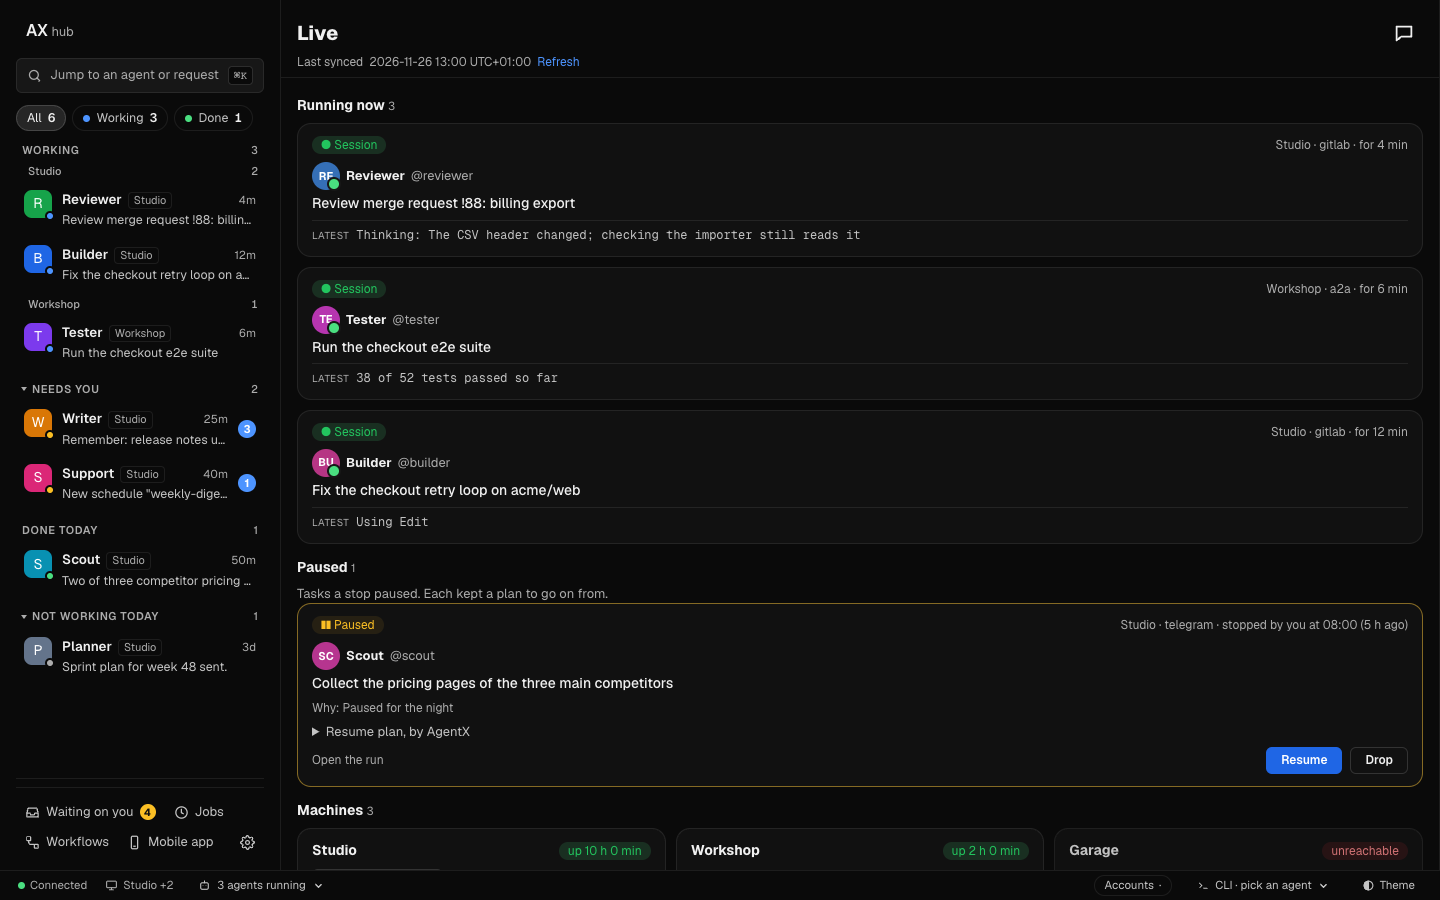 AX hub
Jump to an agent or request ⌘K
All 6
Working 3
Done 1
WORKING 3
Studio 2
R
Reviewer Studio 4m
Review merge request !88: billin…
B
Builder Studio 12m
Fix the checkout retry loop on a…
Workshop 1
T
Tester Workshop 6m
Run the checkout e2e suite
NEEDS YOU 2
W
Writer Studio 25m
Remember: release notes u… 3
S
Support Studio 40m
New schedule "weekly-dige… 1
DONE TODAY 1
S
Scout Studio 50m
Two of three competitor pricing …
NOT WORKING TODAY 1
P
Planner Studio 3d
Sprint plan for week 48 sent.
Waiting on you 4
Jobs
Workflows
Mobile app
Live
Last synced 2026-11-26 13:00 UTC+01:00 Refresh
Running now 3
Session Studio · gitlab · for 4 min
RE Reviewer @reviewer
Review merge request !88: billing export
LATEST Thinking: The CSV header changed; checking the importer still reads it
Session Workshop · a2a · for 6 min
TE Tester @tester
Run the checkout e2e suite
LATEST 38 of 52 tests passed so far
Session Studio · gitlab · for 12 min
BU Builder @builder
Fix the checkout retry loop on acme/web
LATEST Using Edit
Paused 1
Tasks a stop paused. Each kept a plan to go on from.
Paused Studio · telegram · stopped by you at 08:00 (5 h ago)
SC Scout @scout
Collect the pricing pages of the three main competitors
Why: Paused for the night
Resume plan, by AgentX
Open the run Resume Drop
Machines 3
Studio up 10 h 0 min
Workshop up 2 h 0 min
Garage unreachable
Connected Studio +2 3 agents running Accounts · CLI · pick an agent Theme